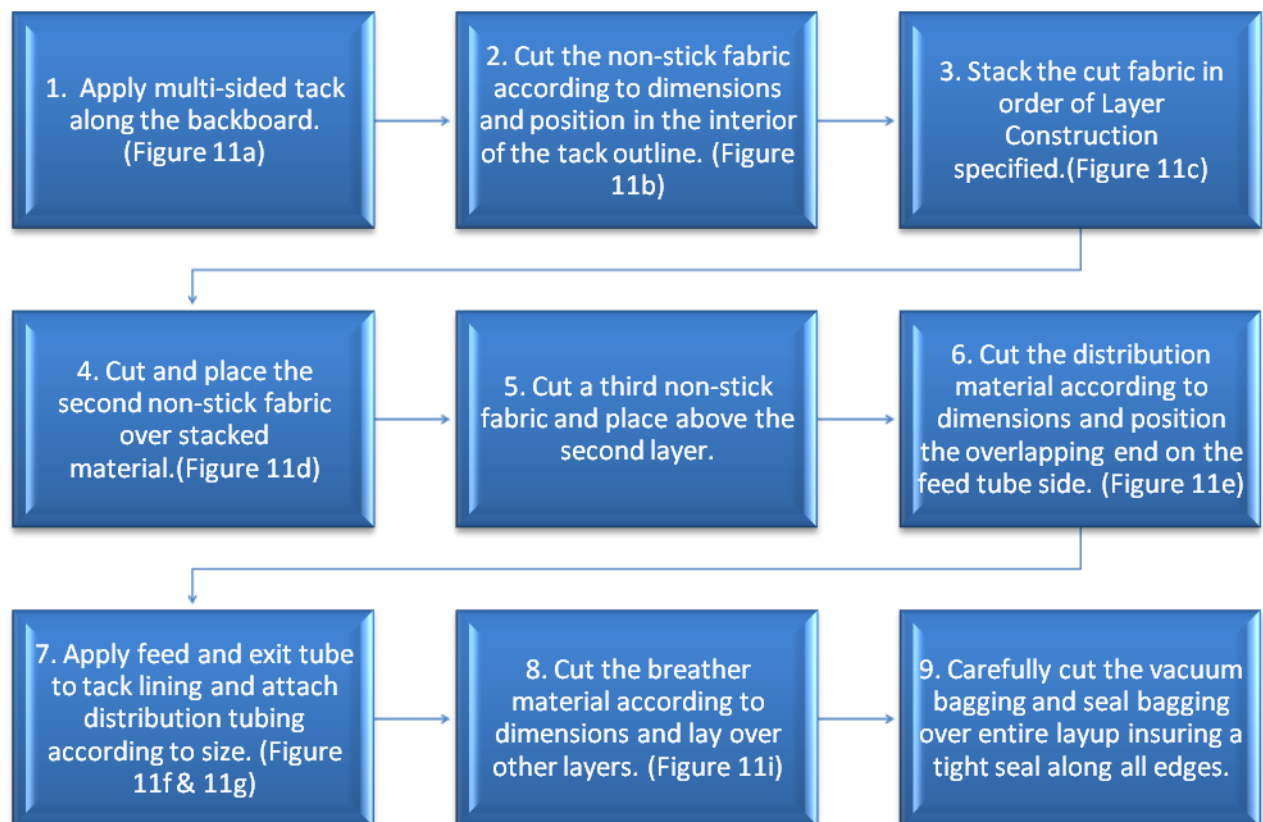 1. Apply multi-sided tack
along the backboard.
(Figure 11a)
2. Cut the non-stick fabric
according to dimensions
and position in the interior
of the tack outline. (Figure
11b)
3. Stack the cut fabric in
order of Layer
Construction
specified.(Figure 11c)
4. Cut and place the
second non-stick fabric
over stacked
material.(Figure 11d)
5. Cut a third non-stick
fabric and place above the
second layer.
6. Cut the distribution
material according to
dimensions and position
the overlapping end on the
feed tube side. (Figure 11e)
7. Apply feed and exit tube
to tack lining and attach
distribution tubing
according to size. (Figure
11f & 11g)
8. Cut the breather
material according to
dimensions and lay over
other layers. (Figure 11i)
9. Carefully cut the vacuum
bagging and seal bagging
over entire layup insuring a
tight seal along all edges.